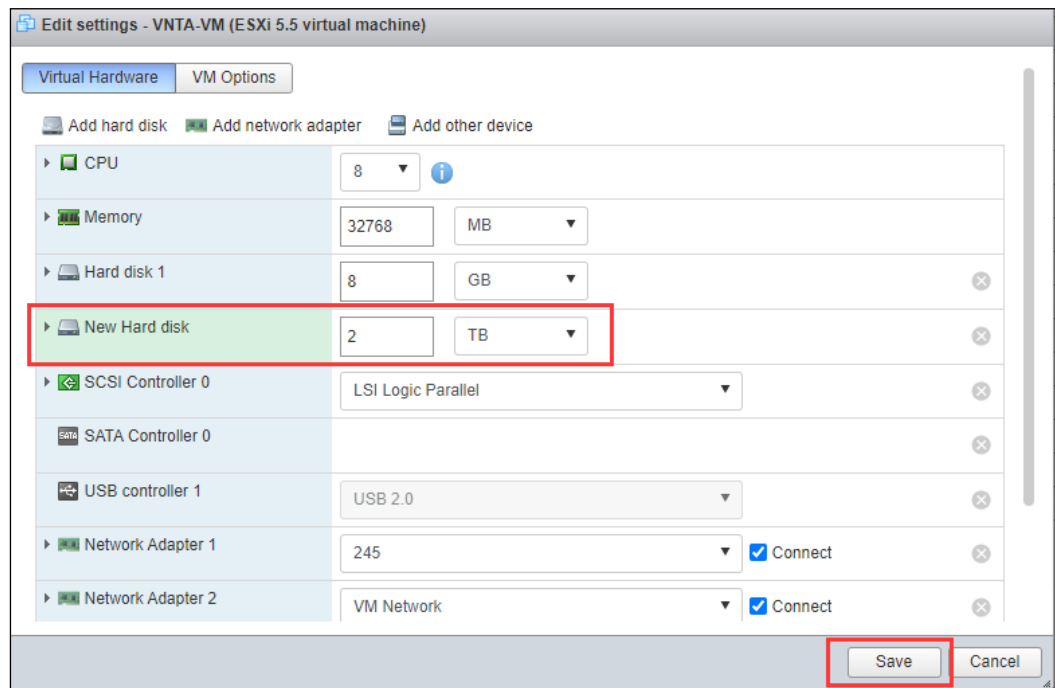 Edit settings - VNTA-VM (ESXi 5.5 virtual machine)
Virtual Hardware VM Options
Add hard disk Add network adapter Add other device
CPU 8
Memory 32768 MB
Hard disk 1 8 GB
New Hard disk 2 TB
SCSI Controller 0 LSI Logic Parallel
SATA SATA Controller 0
USB controller 1 USB 2.0
Network Adapter 1 245 Connect
Network Adapter 2 VM Network Connect
Save Cancel